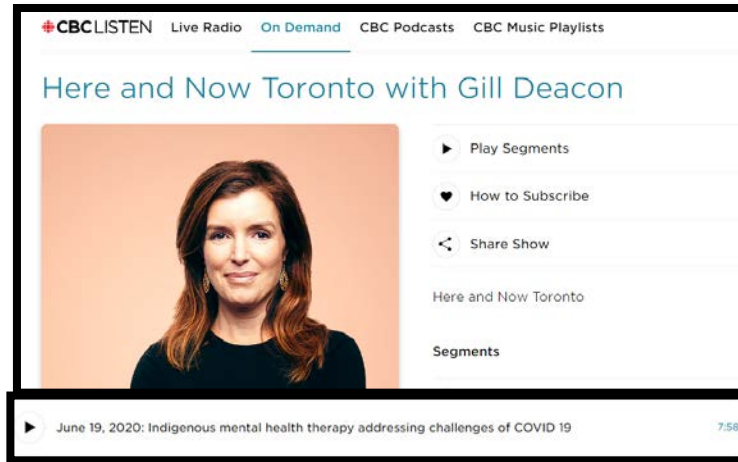 CBC LISTEN Live Radio On Demand CBC Podcasts CBC Music Playlists
Here and Now Toronto with Gill Deacon
Play Segments
How to Subscribe
Share Show
Here and Now Toronto
Segments
June 19, 2020: Indigenous mental health therapy addressing challenges of COVID 19 7:58